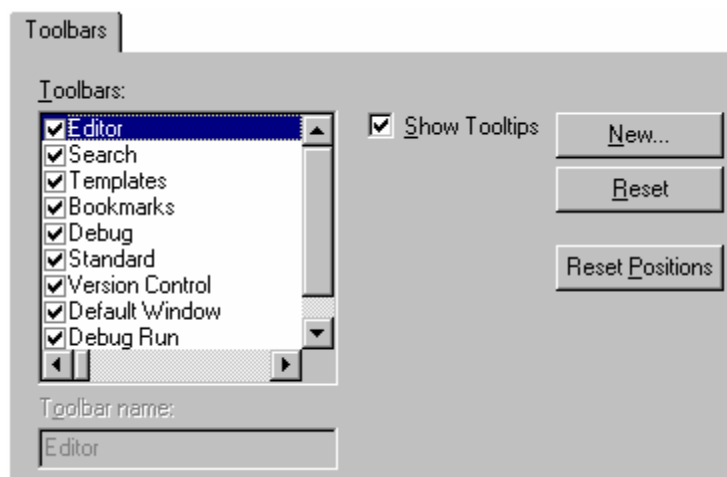 Toolbars
Toolbars:
Editor
Search
Templates
Bookmarks
Debug
Standard
Version Control
Default Window
Debug Run
Show Tooltips
New...
Reset
Reset Positions
Toolbar name:
Editor